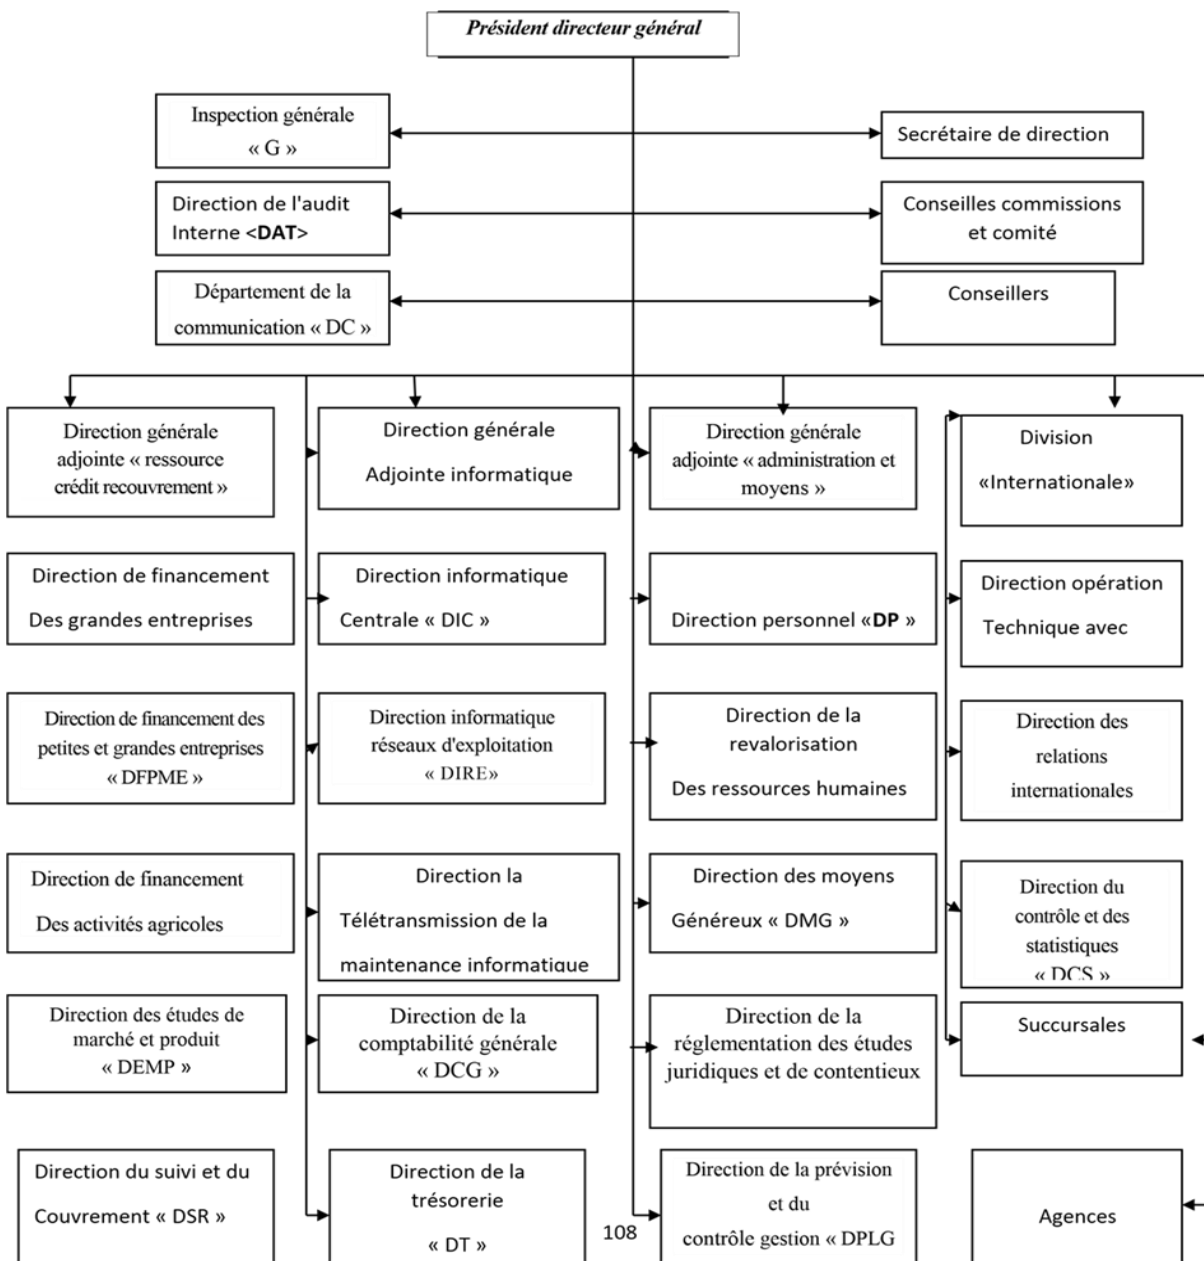 Président directeur général
Inspection générale
« G »
Secrétaire de direction
Direction de l'audit
Interne <DAT>
Conseilles commissions
et comité
Département de la
communication « DC »
Conseillers
Direction générale
adjointe « ressource
crédit recouvrement »
Direction générale
Adjointe informatique
Direction générale
adjointe « administration et
moyens »
Division
«Internationale»
Direction de financement
Des grandes entreprises
Direction informatique
Centrale « DIC »
Direction personnel «DP »
Direction opération
Technique avec
Direction de financement des
petites et grandes entreprises
« DFPME »
Direction informatique
réseaux d'exploitation
« DIRE»
Direction de la
revalorisation
Des ressources humaines
Direction des
relations
internationales
Direction de financement
Des activités agricoles
Direction la
Télétransmission de la
maintenance informatique
Direction des moyens
Généreux « DMG »
Direction du
contrôle et des
statistiques
« DCS »
Direction des études de
marché et produit
« DEMP »
Direction de la
comptabilité générale
« DCG »
Direction de la
réglementation des études
juridiques et de contentieux
Succursales
Direction du suivi et du
Couvrement « DSR »
Direction de la
trésorerie
« DT »
Direction de la prévision
et du
contrôle gestion « DPLG
Agences
108